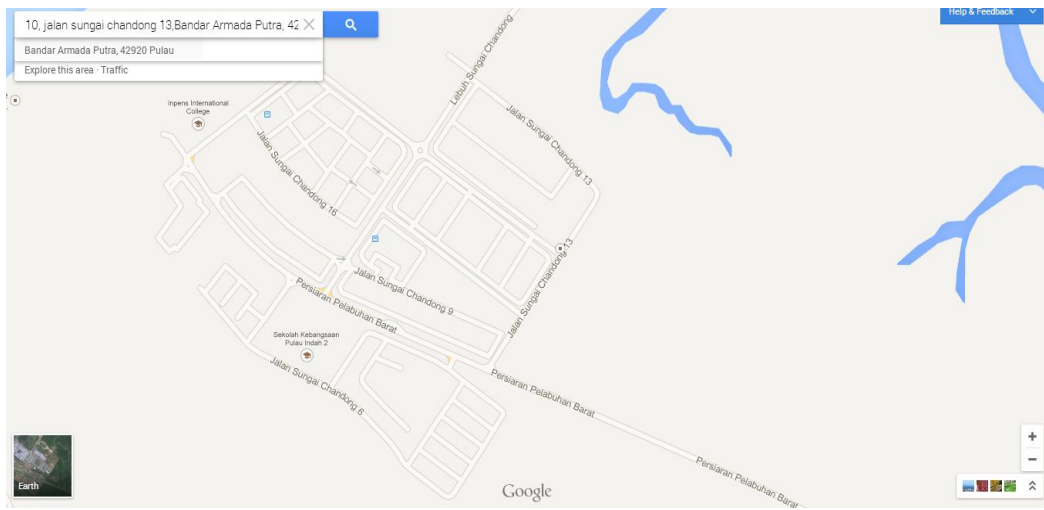 10, jalan sungai chandong 13,Bandar Armada Putra, 42
Help & Feedback
Bandar Armada Putra, 42920 Pulau
Explore this area · Traffic
Inpens International
College
Lebuh Sungai Chandong
Jalan Sungai Chandong 13
Jalan Sungai Chandong 16
Jalan Sungai Chandong 13
Jalan Sungai Chandong 9
Persiaran Pelabuhan Barat
Sekolah Kebangsaan
Pulau Indah 2
Jalan Sungai Chandong 6
Persiaran Pelabuhan Barat
Persiaran Pelabuhan Barat
Earth
Google